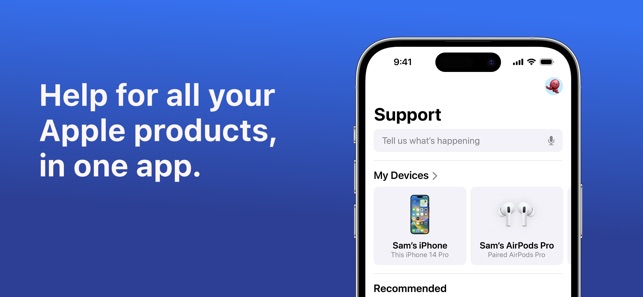 Help for all your
Apple products,
in one app.
9:41
Support
Tell us what's happening
My Devices
Sam's iPhone
This iPhone 14 Pro
Sam's AirPods Pro
Paired AirPods Pro
Recommended